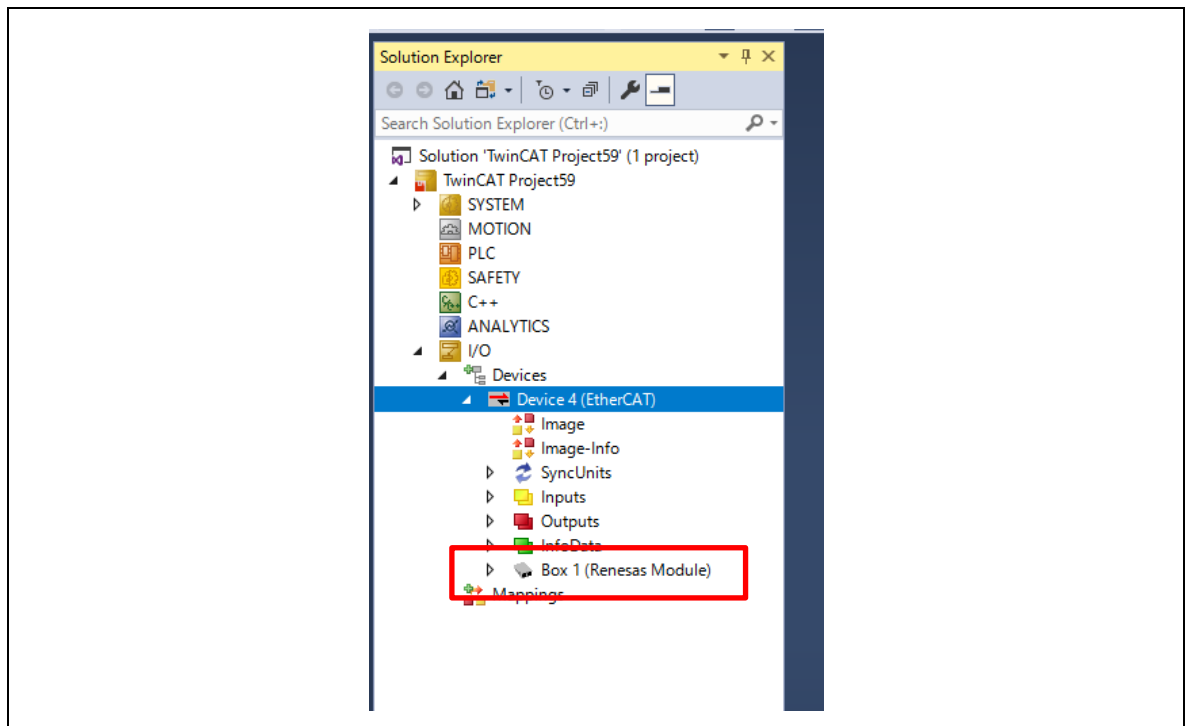 Solution Explorer
Search Solution Explorer (Ctrl+:)
Solution 'TwinCAT Project59' (1 project)
TwinCAT Project59
SYSTEM
MOTION
PLC
SAFETY
C++
ANALYTICS
I/O
Devices
Device 4 (EtherCAT)
Image
Image-Info
SyncUnits
Inputs
Outputs
InfoData
Box 1 (Renesas Module)
Mappings